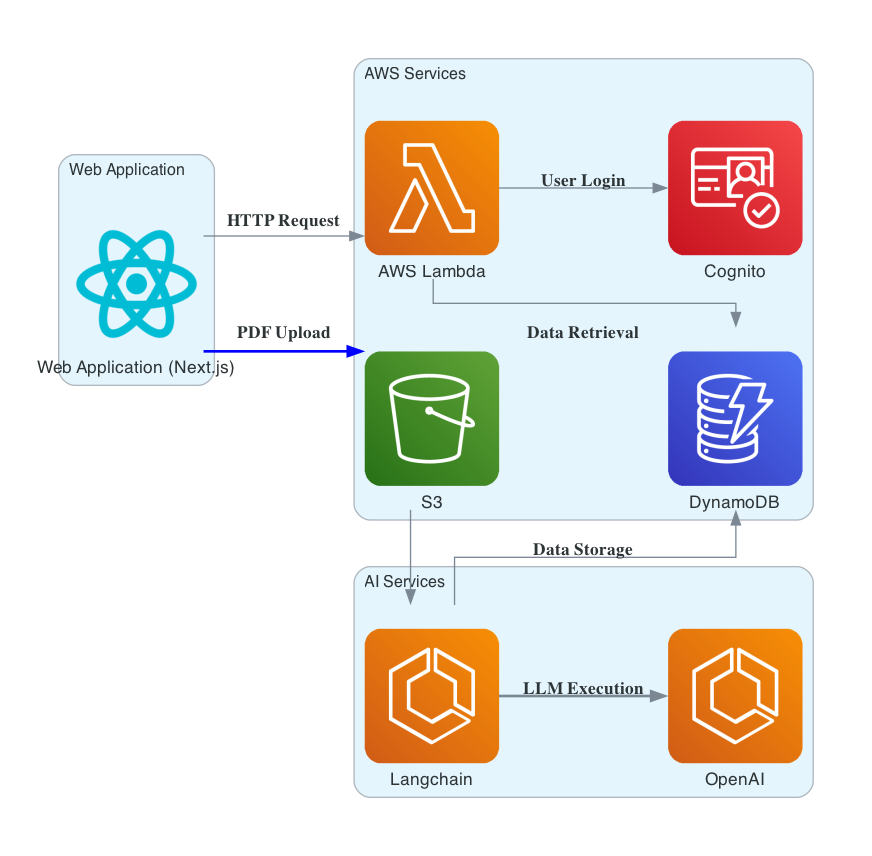 AWS Services
Web Application
User Login
HTTP Request
AWS Lambda
Cognito
PDF Upload
Data Retrieval
Web Application (Next.js)
S3
DynamoDB
Data Storage
AI Services
LLM Execution
Langchain
OpenAI